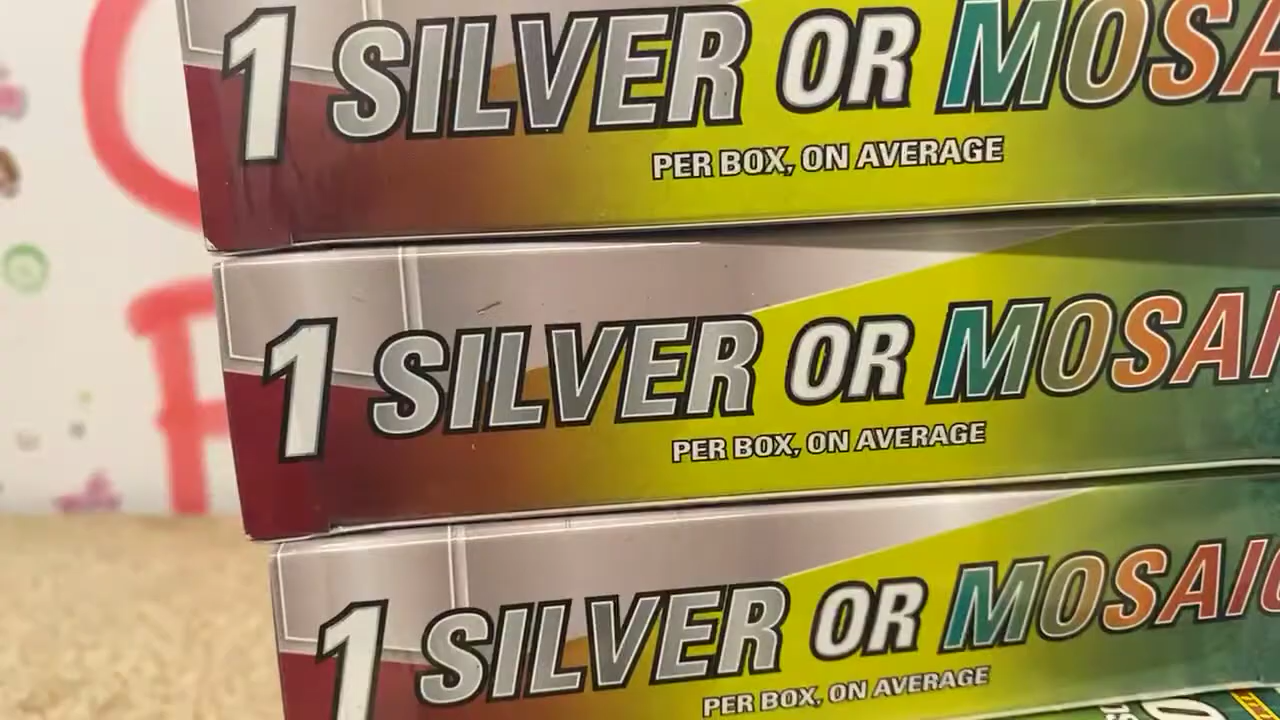 1 SILVER OR MOSA
PER BOX, ON AVERAGE
1 SILVER OR MOSAI
PER BOX, ON AVERAGE
1 SILVER OR MOSAIC
PER BOX, ON AVERAGE